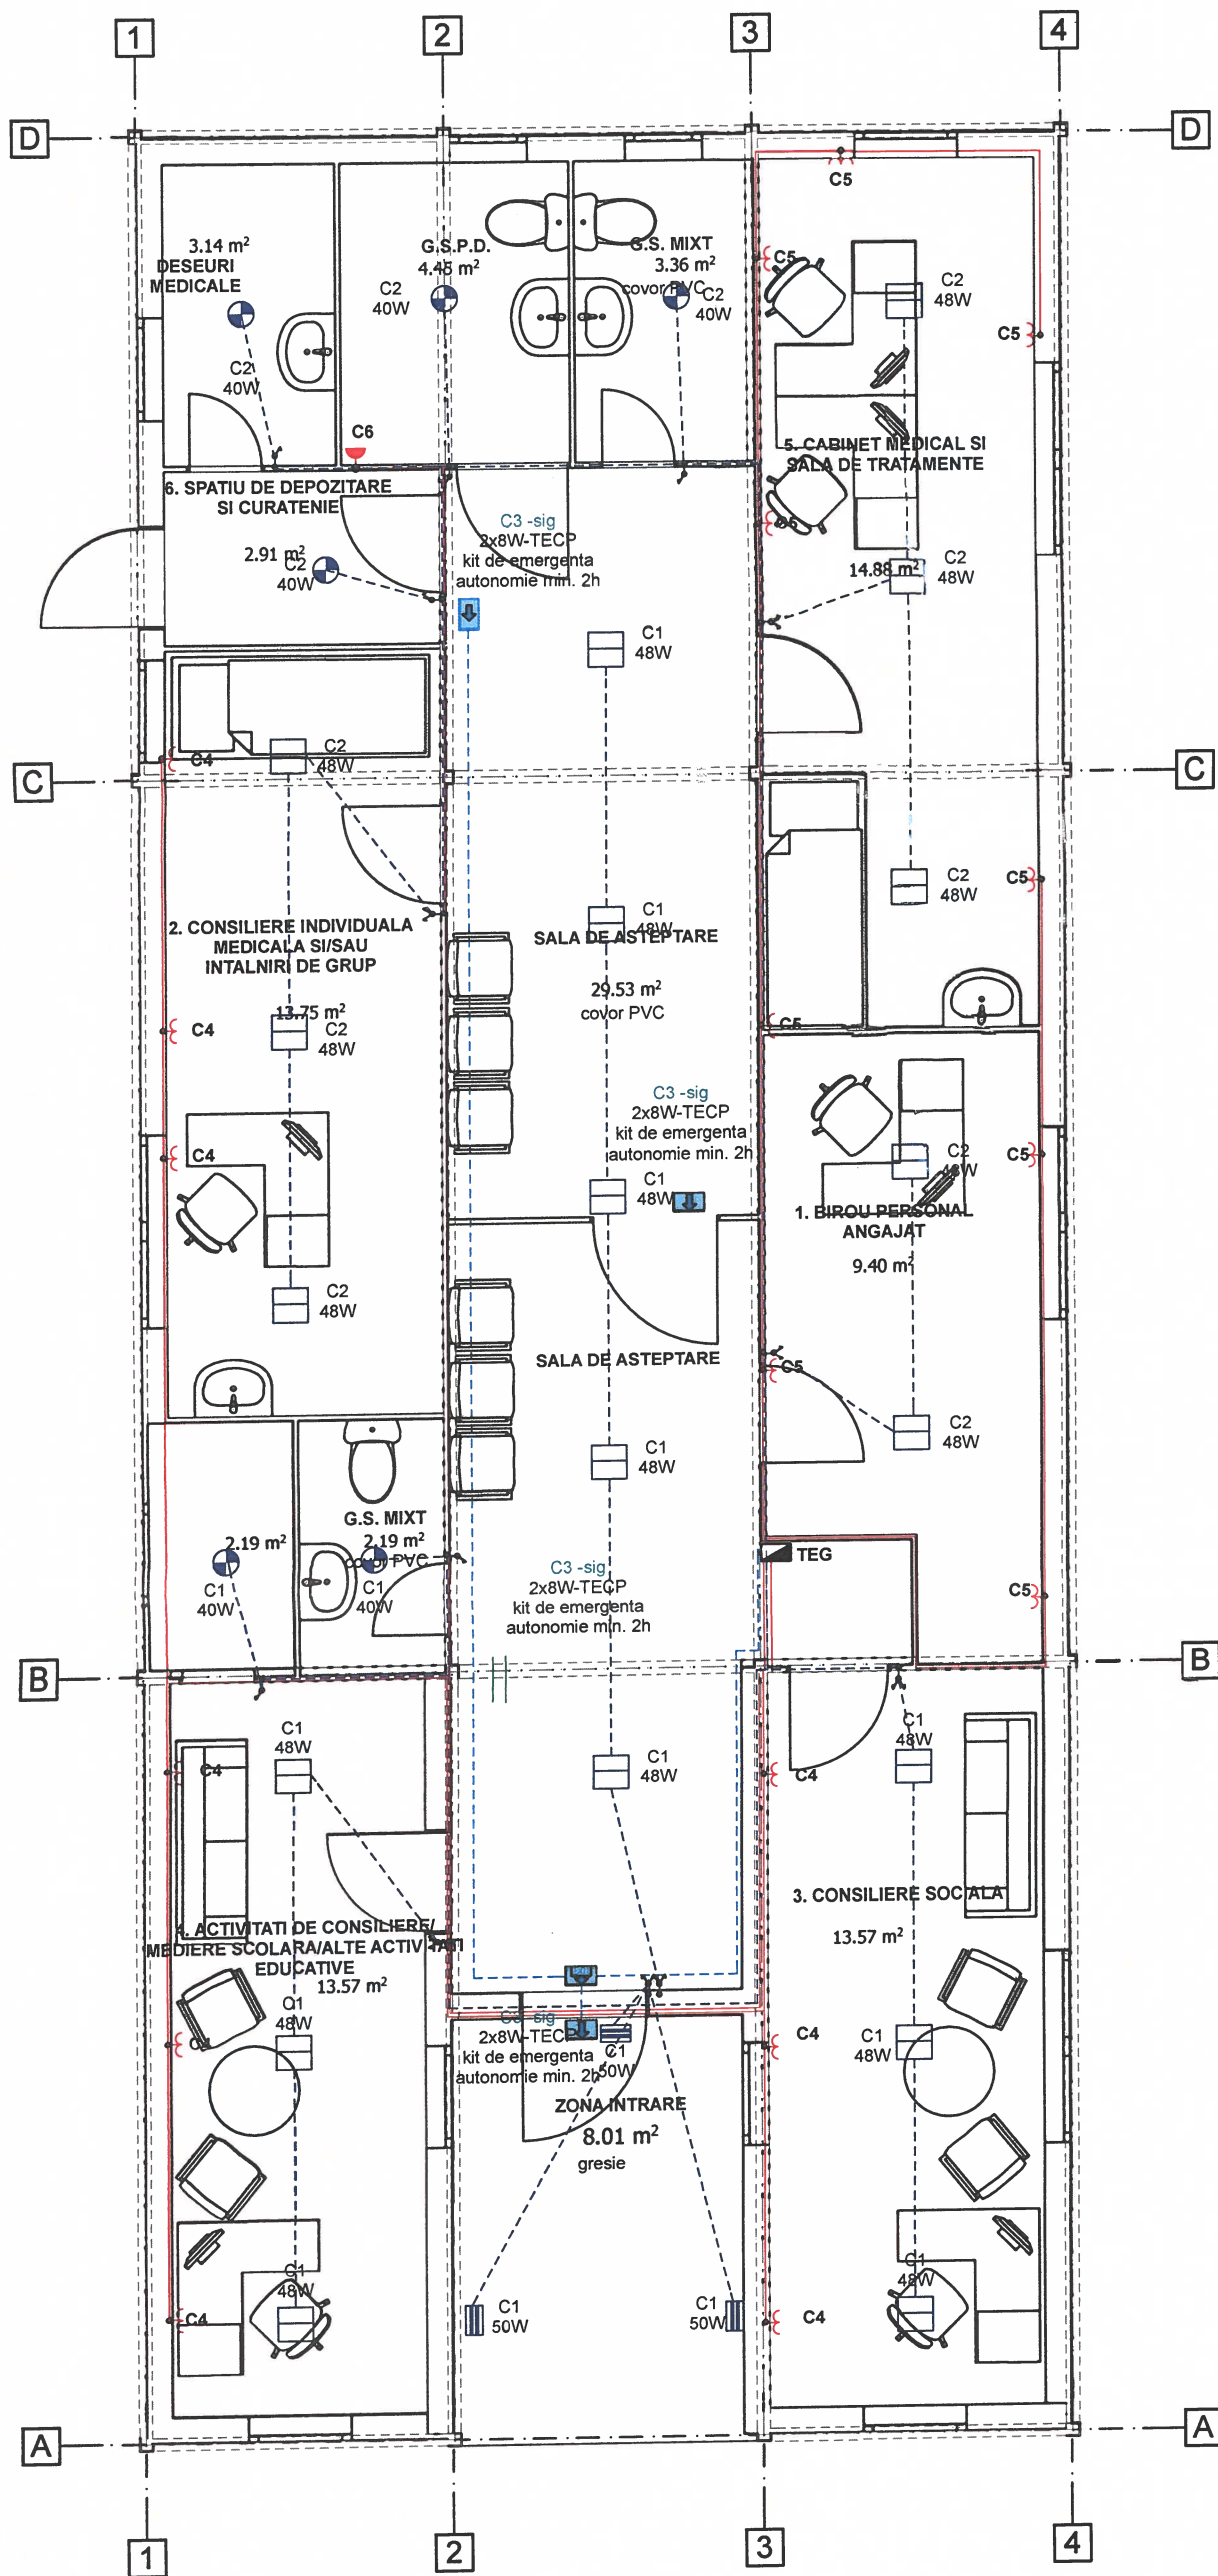 1
2
3
4
D
D
3.14 m²
DESEURI
MEDICALE
C2
40W
G.S.P.D.
4.45 m²
C2
40W
G.S. MIXT
3.36 m²
covor PVC
C2
40W
C5
C5
C2
48W
C5
C6
5. CABINET MEDICAL SI
SALA DE TRATAMENTE
6. SPATIU DE DEPOZITARE
SI CURATENIE
2.91 m²
C2
40W
C3 -sig
2x8W-TECP
kit de emergenta
autonomie min. 2h
C5
14.88 m²
C2
48W
C1
48W
C4
C2
48W
C
C
2. CONSILIERE INDIVIDUALA
MEDICALA SI/SAU
INTALNIRI DE GRUP
13.75 m²
C4
C2
48W
C1
48W
SALA DE ASTEPTARE
29.53 m²
covor PVC
C2
48W
C5
C5
C3 -sig
2x8W-TECP
kit de emergenta
autonomie min. 2h
C4
C1
48W
C2
48W
C5
1. BIROU PERSONAL
ANGAJAT
9.40 m²
C2
48W
SALA DE ASTEPTARE
C5
C1
48W
C2
48W
G.S. MIXT
2.19 m²
covor PVC
2.19 m²
C1
40W
C1
40W
C3 -sig
2x8W-TECP
kit de emergenta
autonomie min. 2h
TEG
C5
B
B
C1
48W
C4
C1
48W
C4
C1
48W
4. ACTIVITATI DE CONSILIERE/
MEDIERE SCOLARA/ALTE ACTIVITATI
EDUCATIVE
13.57 m²
3. CONSILIERE SOCIALA
13.57 m²
C1
48W
C4
C3 -sig
2x8W-TECP
kit de emergenta
autonomie min. 2h
C1
50W
C4
C1
48W
ZONA INTRARE
8.01 m²
gresie
C1
48W
C4
C1
50W
C1
50W
C4
C1
48W
A
A
1
2
3
4